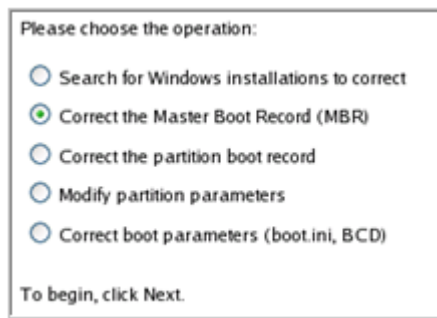 Please choose the operation:
Search for Windows installations to correct
Correct the Master Boot Record (MBR)
Correct the partition boot record
Modify partition parameters
Correct boot parameters (boot.ini, BCD)
To begin, click Next.